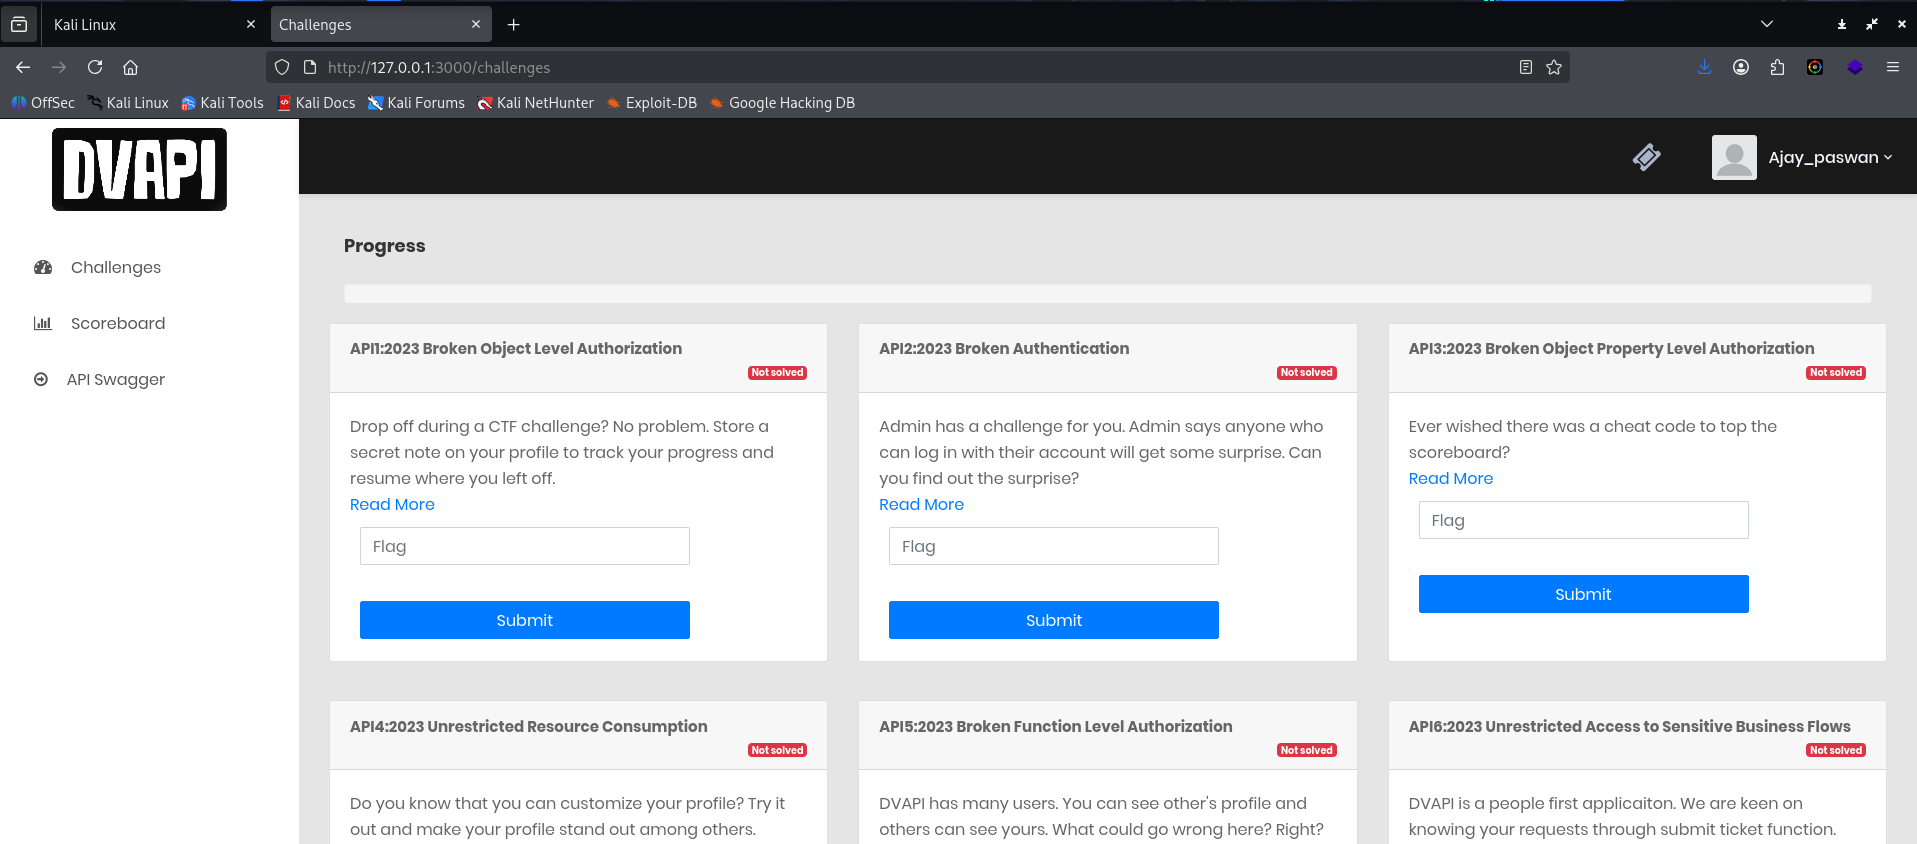 Kali Linux
Challenges
http://127.0.0.1:3000/challenges
OffSec Kali Linux Kali Tools Kali Docs Kali Forums Kali NetHunter Exploit-DB Google Hacking DB
DVAPI
Ajay_paswan
Challenges
Scoreboard
API Swagger
Progress
API1:2023 Broken Object Level Authorization
Not solved
Drop off during a CTF challenge? No problem. Store a
secret note on your profile to track your progress and
resume where you left off.
Read More
Flag
Submit
API2:2023 Broken Authentication
Not solved
Admin has a challenge for you. Admin says anyone who
can log in with their account will get some surprise. Can
you find out the surprise?
Read More
Flag
Submit
API3:2023 Broken Object Property Level Authorization
Not solved
Ever wished there was a cheat code to top the
scoreboard?
Read More
Flag
Submit
API4:2023 Unrestricted Resource Consumption
Not solved
Do you know that you can customize your profile? Try it
out and make your profile stand out among others.
API5:2023 Broken Function Level Authorization
Not solved
DVAPI has many users. You can see other's profile and
others can see yours. What could go wrong here? Right?
API6:2023 Unrestricted Access to Sensitive Business Flows
Not solved
DVAPI is a people first applicaiton. We are keen on
knowing your requests through submit ticket function.